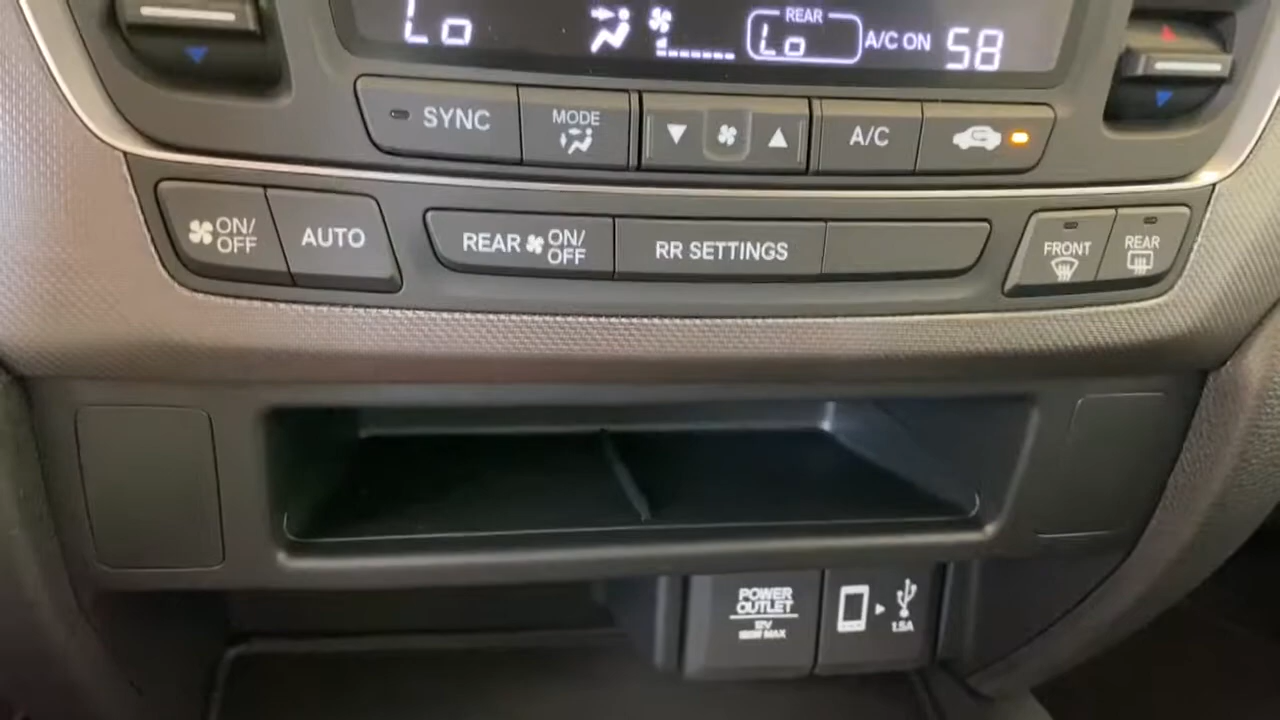 Lo
REAR
Lo
A/C ON
58
SYNC
MODE
A/C
ON/
OFF
AUTO
REAR
ON/
OFF
RR SETTINGS
FRONT
REAR
POWER
OUTLET
12V
MAX
1.5A